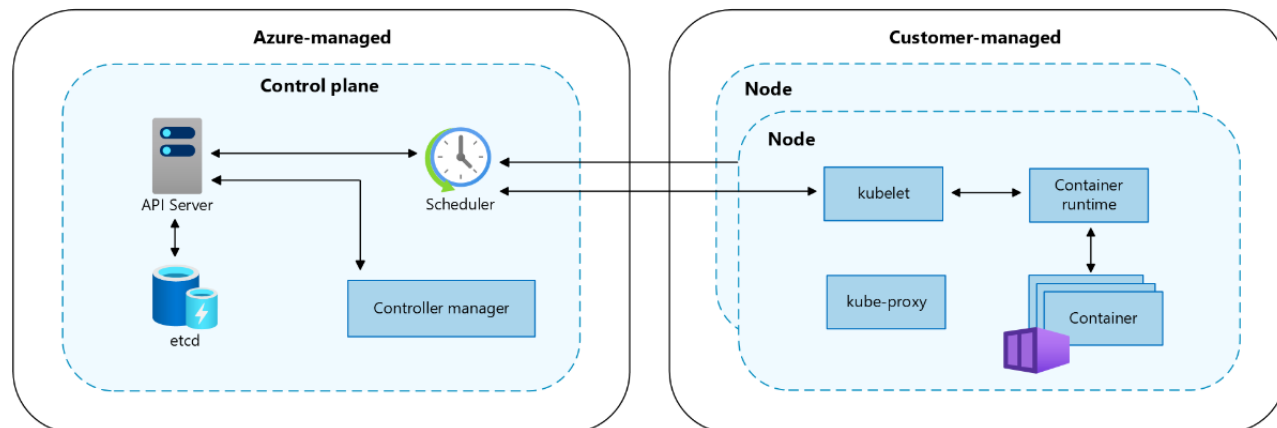 Azure-managed
Control plane
API Server
Scheduler
etcd
Controller manager
Customer-managed
Node
Node
kubelet
Container
runtime
kube-proxy
Container